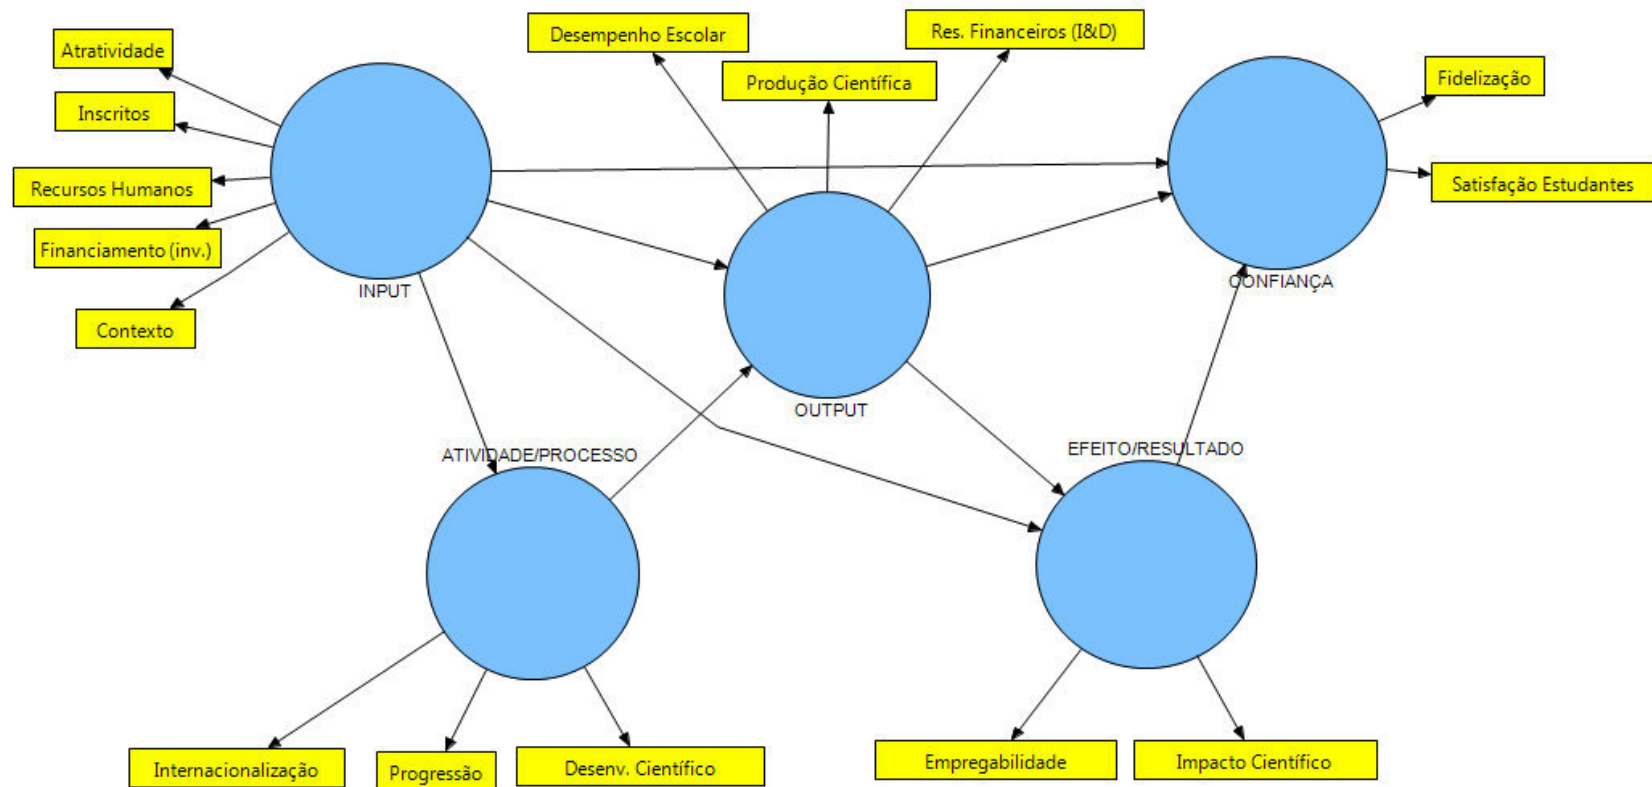 Atratividade
Inscritos
Recursos Humanos
Financiamento (inv.)
Contexto
INPUT
Desempenho Escolar
Produção Científica
Res. Financeiros (I&D)
OUTPUT
Fidelização
Satisfação Estudantes
CONFIANÇA
ATIVIDADE/PROCESSO
Internacionalização
Progressão
Desenv. Científico
EFEITO/RESULTADO
Empregabilidade
Impacto Científico